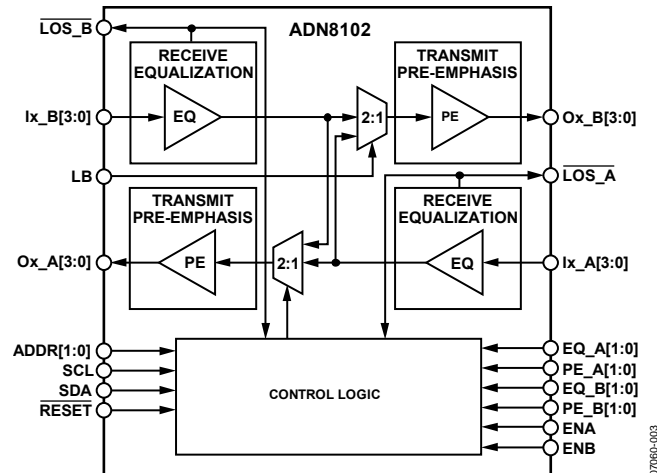 LOS_B
ADN8102
RECEIVE
EQUALIZATION
TRANSMIT
PRE-EMPHASIS
Ix_B[3:0]
EQ
2:1
PE
Ox_B[3:0]
LB
LOS_A
TRANSMIT
PRE-EMPHASIS
RECEIVE
EQUALIZATION
Ox_A[3:0]
PE
2:1
EQ
Ix_A[3:0]
ADDR[1:0]
SCL
SDA
RESET
CONTROL LOGIC
EQ_A[1:0]
PE_A[1:0]
EQ_B[1:0]
PE_B[1:0]
ENA
ENB
07060-003